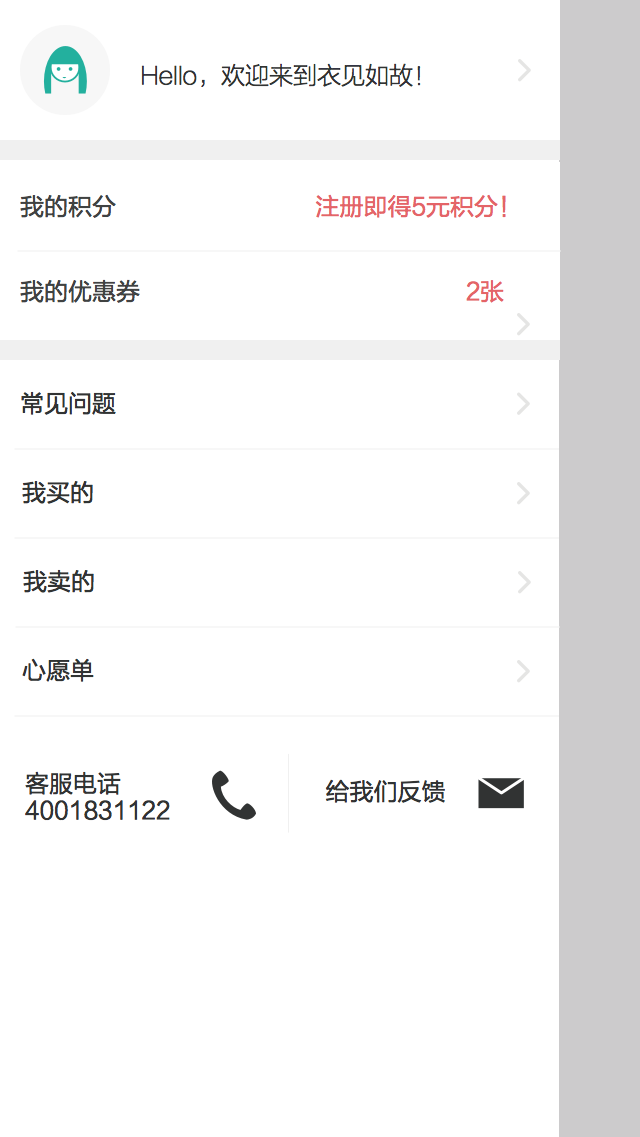 Hello，欢迎来到衣见如故！
我的积分 注册即得5元积分！
我的优惠券 2张
常见问题
我买的
我卖的
心愿单
客服电话
4001831122
给我们反馈